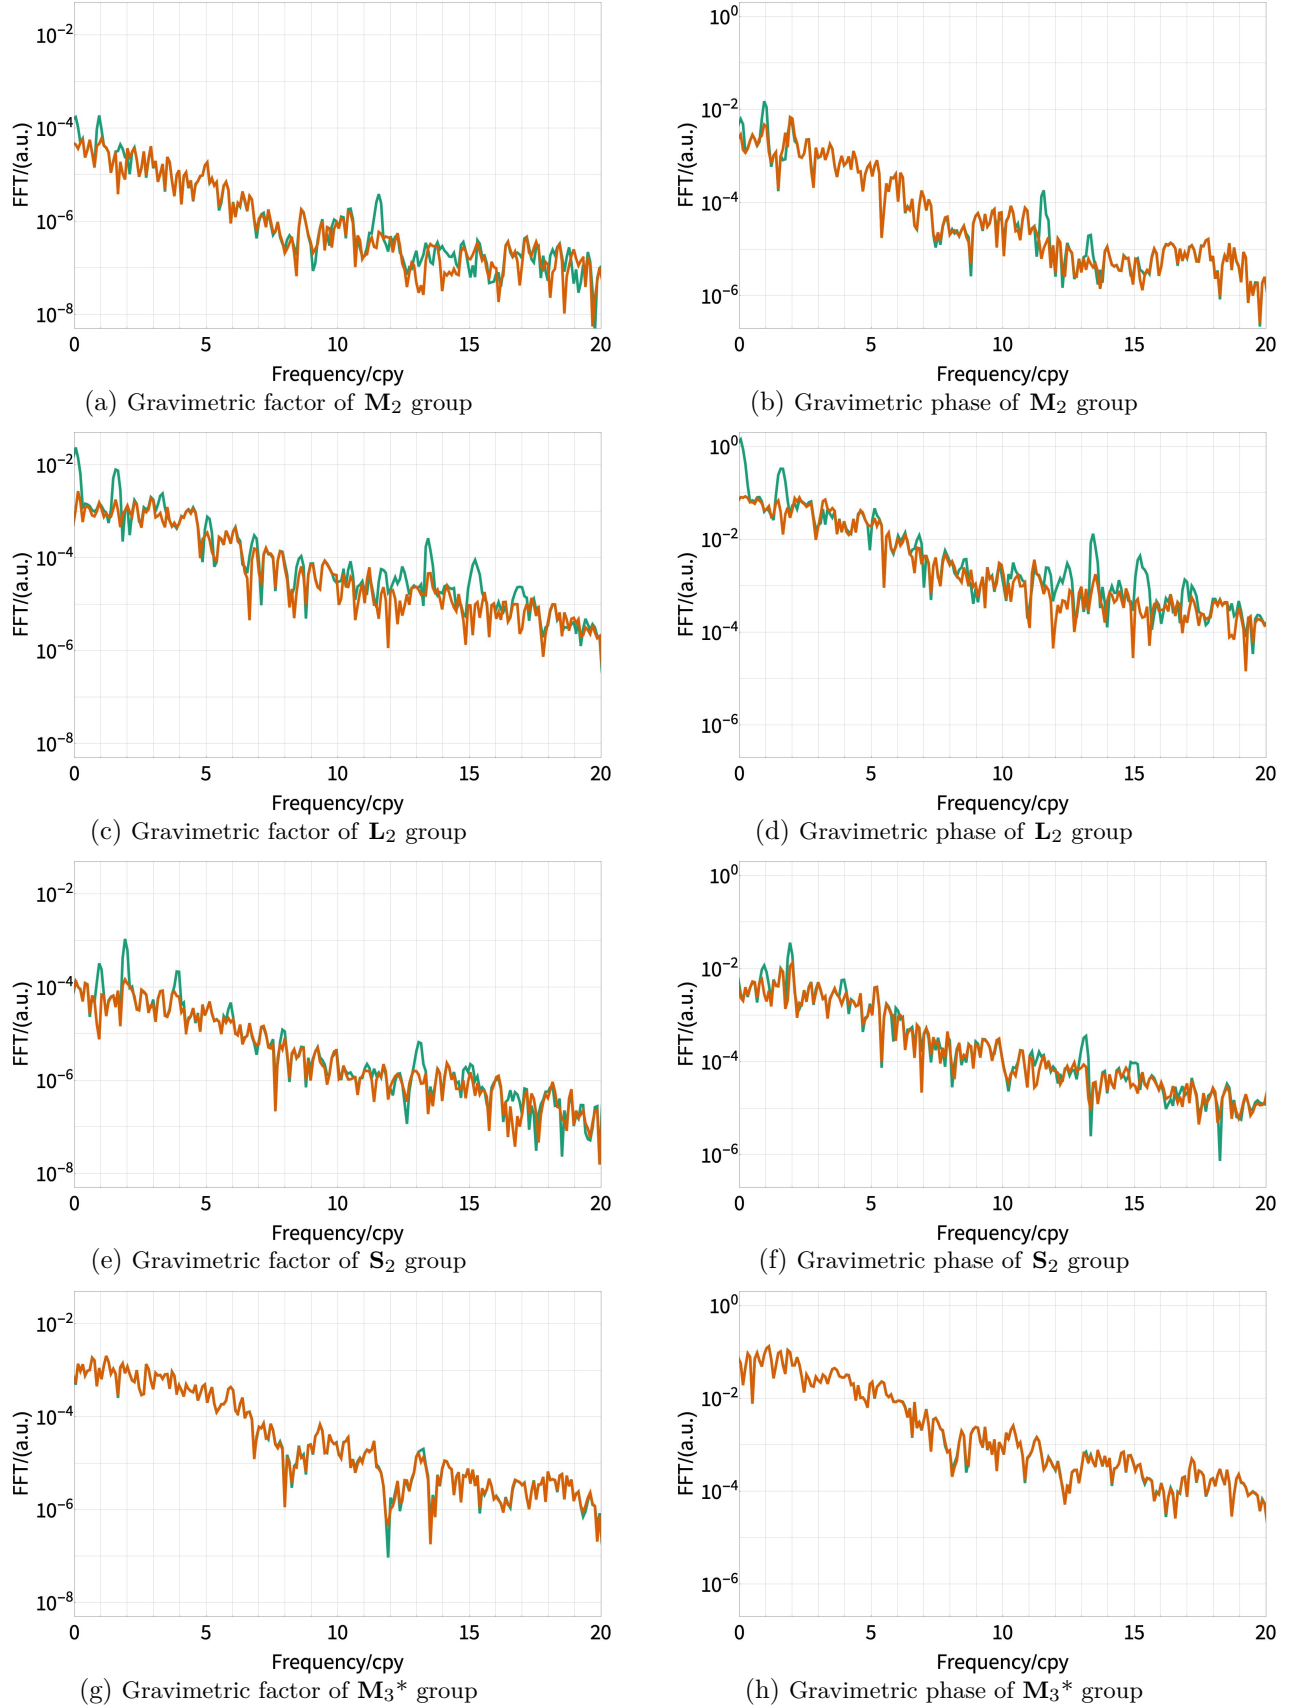 10⁻²
10⁻⁴
10⁻⁶
10⁻⁸
FFT/(a.u.)
0 5 10 15 20
Frequency/cpy
(a) Gravimetric factor of M₂ group
10⁰
10⁻²
10⁻⁴
10⁻⁶
FFT/(a.u.)
0 5 10 15 20
Frequency/cpy
(b) Gravimetric phase of M₂ group
10⁻²
10⁻⁴
10⁻⁶
10⁻⁸
FFT/(a.u.)
0 5 10 15 20
Frequency/cpy
(c) Gravimetric factor of L₂ group
10⁰
10⁻²
10⁻⁴
10⁻⁶
FFT/(a.u.)
0 5 10 15 20
Frequency/cpy
(d) Gravimetric phase of L₂ group
10⁻²
10⁻⁴
10⁻⁶
10⁻⁸
FFT/(a.u.)
0 5 10 15 20
Frequency/cpy
(e) Gravimetric factor of S₂ group
10⁰
10⁻²
10⁻⁴
10⁻⁶
FFT/(a.u.)
0 5 10 15 20
Frequency/cpy
(f) Gravimetric phase of S₂ group
10⁻²
10⁻⁴
10⁻⁶
10⁻⁸
FFT/(a.u.)
0 5 10 15 20
Frequency/cpy
(g) Gravimetric factor of M₃* group
10⁰
10⁻²
10⁻⁴
10⁻⁶
FFT/(a.u.)
0 5 10 15 20
Frequency/cpy
(h) Gravimetric phase of M₃* group